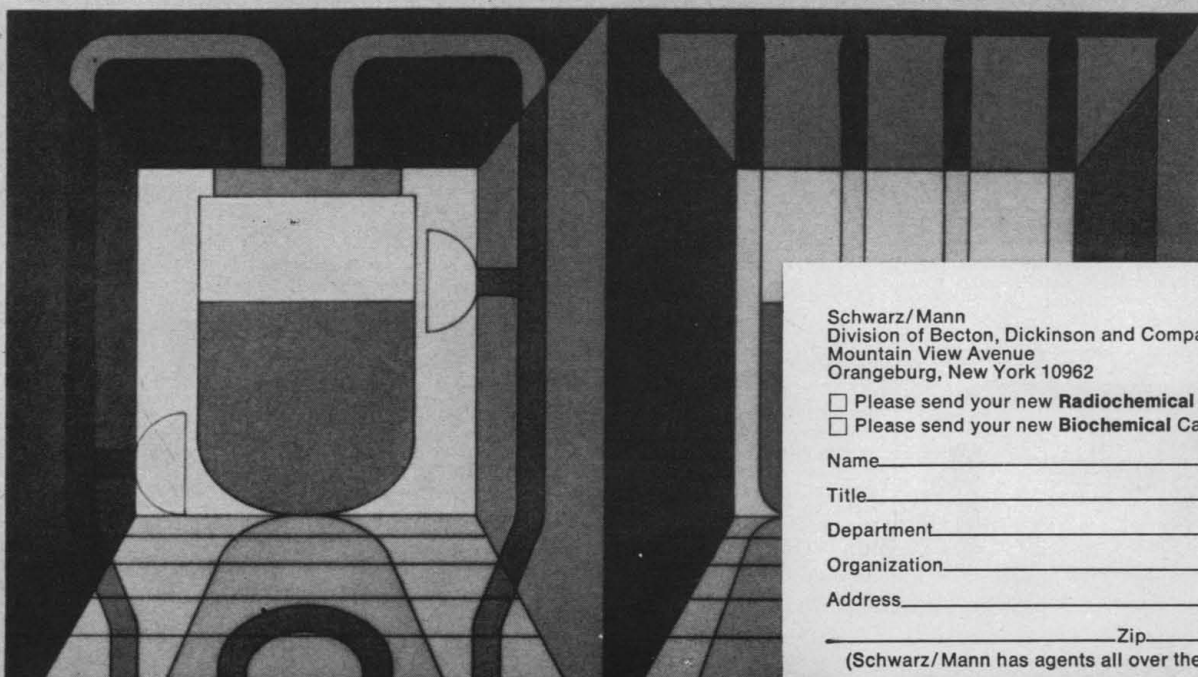 Schwarz/Mann
Division of Becton, Dickinson and Compa
Mountain View Avenue
Orangeburg, New York 10962
☐ Please send your new Radiochemical
☐ Please send your new Biochemical Ca
Name
Title
Department
Organization
Address
Zip
(Schwarz/Mann has agents all over the